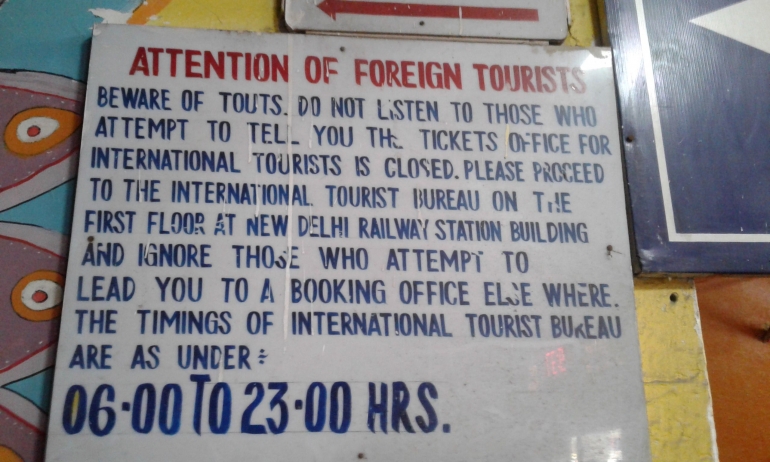 ATTENTION OF FOREIGN TOURISTS
BEWARE OF TOUTS. DO NOT LISTEN TO THOSE WHO
ATTEMPT TO TELL YOU THE TICKETS OFFICE FOR
INTERNATIONAL TOURISTS IS CLOSED. PLEASE PROCEED
TO THE INTERNATIONAL TOURIST BUREAU ON THE
FIRST FLOOR AT NEW DELHI RAILWAY STATION BUILDING
AND IGNORE THOSE WHO ATTEMPT TO
LEAD YOU TO A BOOKING OFFICE ELSE WHERE.
THE TIMINGS OF INTERNATIONAL TOURIST BUREAU
ARE AS UNDER:
06.00 TO 23.00 HRS.